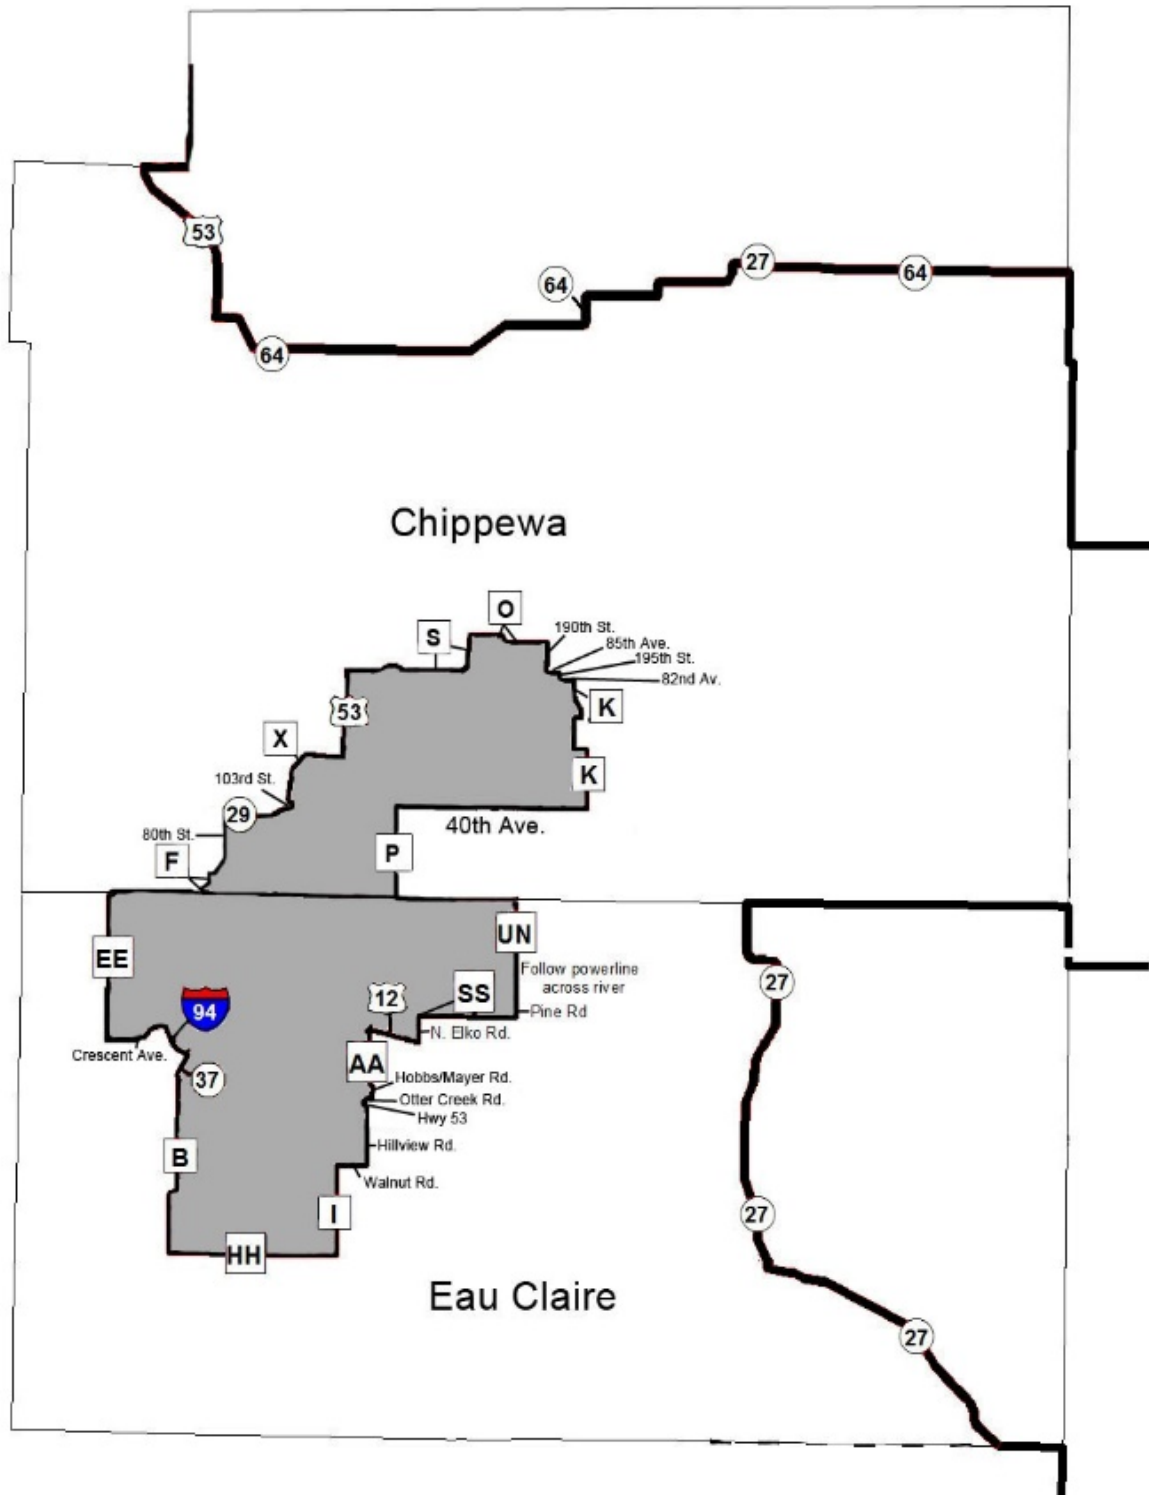 53
64
27
64
64
Chippewa
O
190th St.
S
85th Ave.
195th St.
82nd Av.
K
53
X
K
103rd St.
29
40th Ave.
80th St.
P
F
UN
EE
Follow powerline
across river
27
SS
12
94
Pine Rd
N. Elko Rd.
Crescent Ave.
AA
37
Hobbs/Mayer Rd.
Otter Creek Rd.
Hwy 53
Hillview Rd.
B
Walnut Rd.
I
27
HH
Eau Claire
27